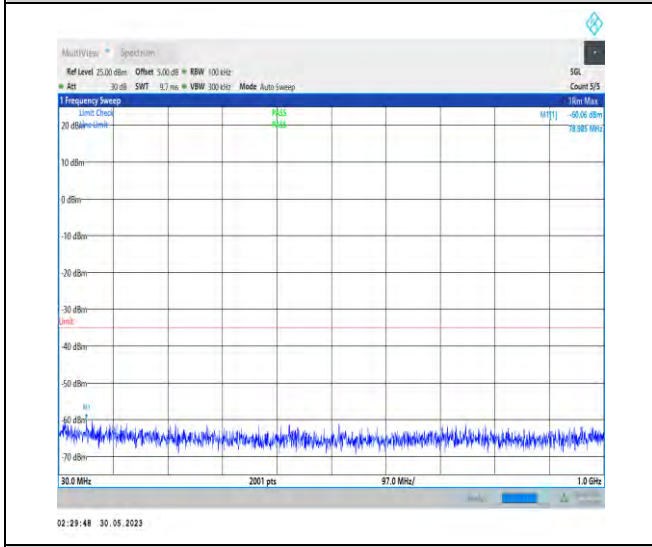 MultiView Spectrum
Ref Level 25.00 dBm Offset 5.00 dB RBW 100 kHz SGL
Att 30 dB SWT 9.7 ms VBW 300 kHz Mode Auto Sweep Count 5/5
1 Frequency Sweep 1Rm Max
Limit Check PASS M1[1] -60.06 dBm
20 dBm Line Limit PASS 78.985 MHz
10 dBm
0 dBm
-10 dBm
-20 dBm
-30 dBm
Limit
-40 dBm
-50 dBm
M1
-60 dBm
-70 dBm
30.0 MHz 2001 pts 97.0 MHz/ 1.0 GHz
02:29:48 30.05.2023